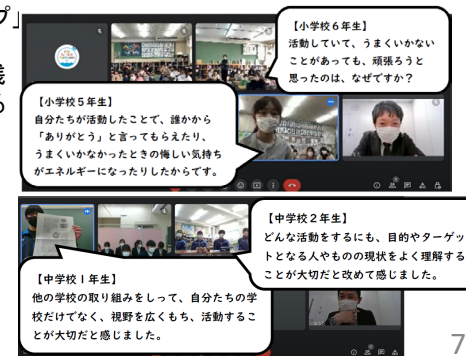 プ」
【小学校６年生】
活動していて、うまくいかない
ことがあっても、頑張ろうと
思ったのは、なぜですか？
る
【小学校５年生】
自分たちが活動したことで、誰かから
「ありがとう」と言ってもらえたり、
うまくいかなかったときの悔しい気持ち
がエネルギーになったりしたからです。
【中学校２年生】
どんな活動をするにも、目的やターゲッ
トとなる人やものの現状をよく理解する
ことが大切だと改めて感じました。
【中学校１年生】
他の学校の取り組みをしって、自分たちの学
校だけでなく、視野を広くもち、活動するこ
とが大切だと感じました。
7